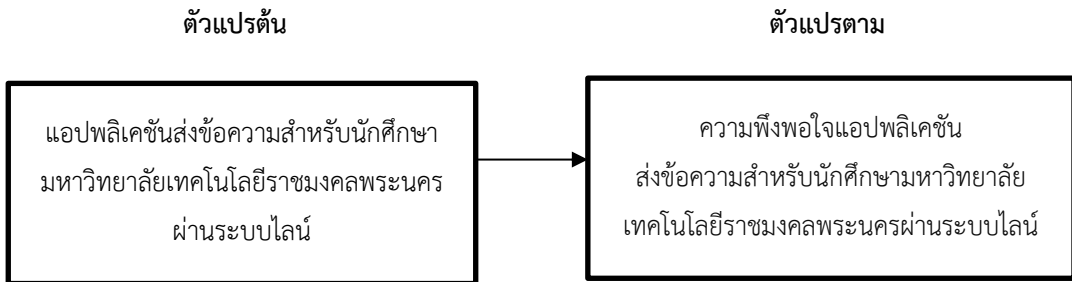 ตัวแปรต้น
ตัวแปรตาม
แอปพลิเคชันส่งข้อความสำหรับนักศึกษา
มหาวิทยาลัยเทคโนโลยีราชมงคลพระนคร
ผ่านระบบไลน์
ความพึงพอใจแอปพลิเคชัน
ส่งข้อความสำหรับนักศึกษามหาวิทยาลัย
เทคโนโลยีราชมงคลพระนครผ่านระบบไลน์